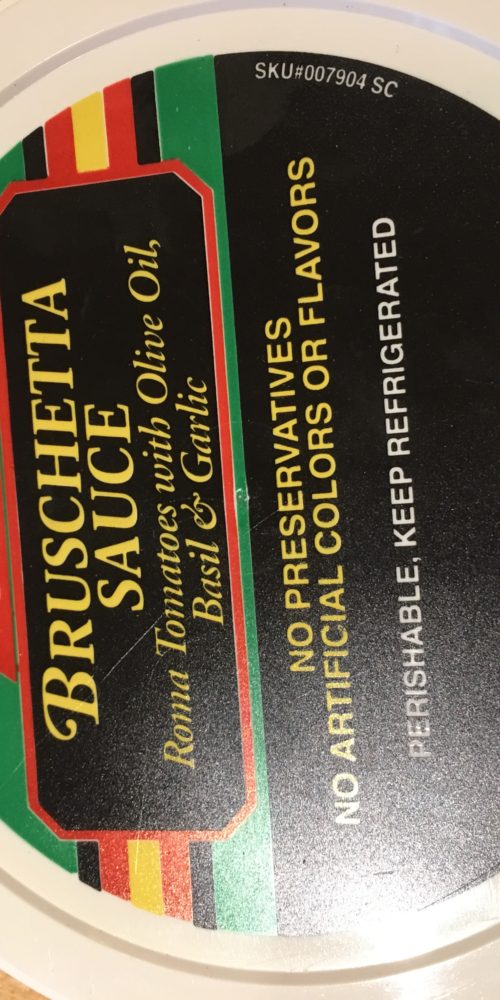 BRUSCHETTA
SAUCE
Roma Tomatoes with Olive Oil,
Basil & Garlic
NO PRESERVATIVES
NO ARTIFICIAL COLORS OR FLAVORS
PERISHABLE, KEEP REFRIGERATED
SKU#007904 SC